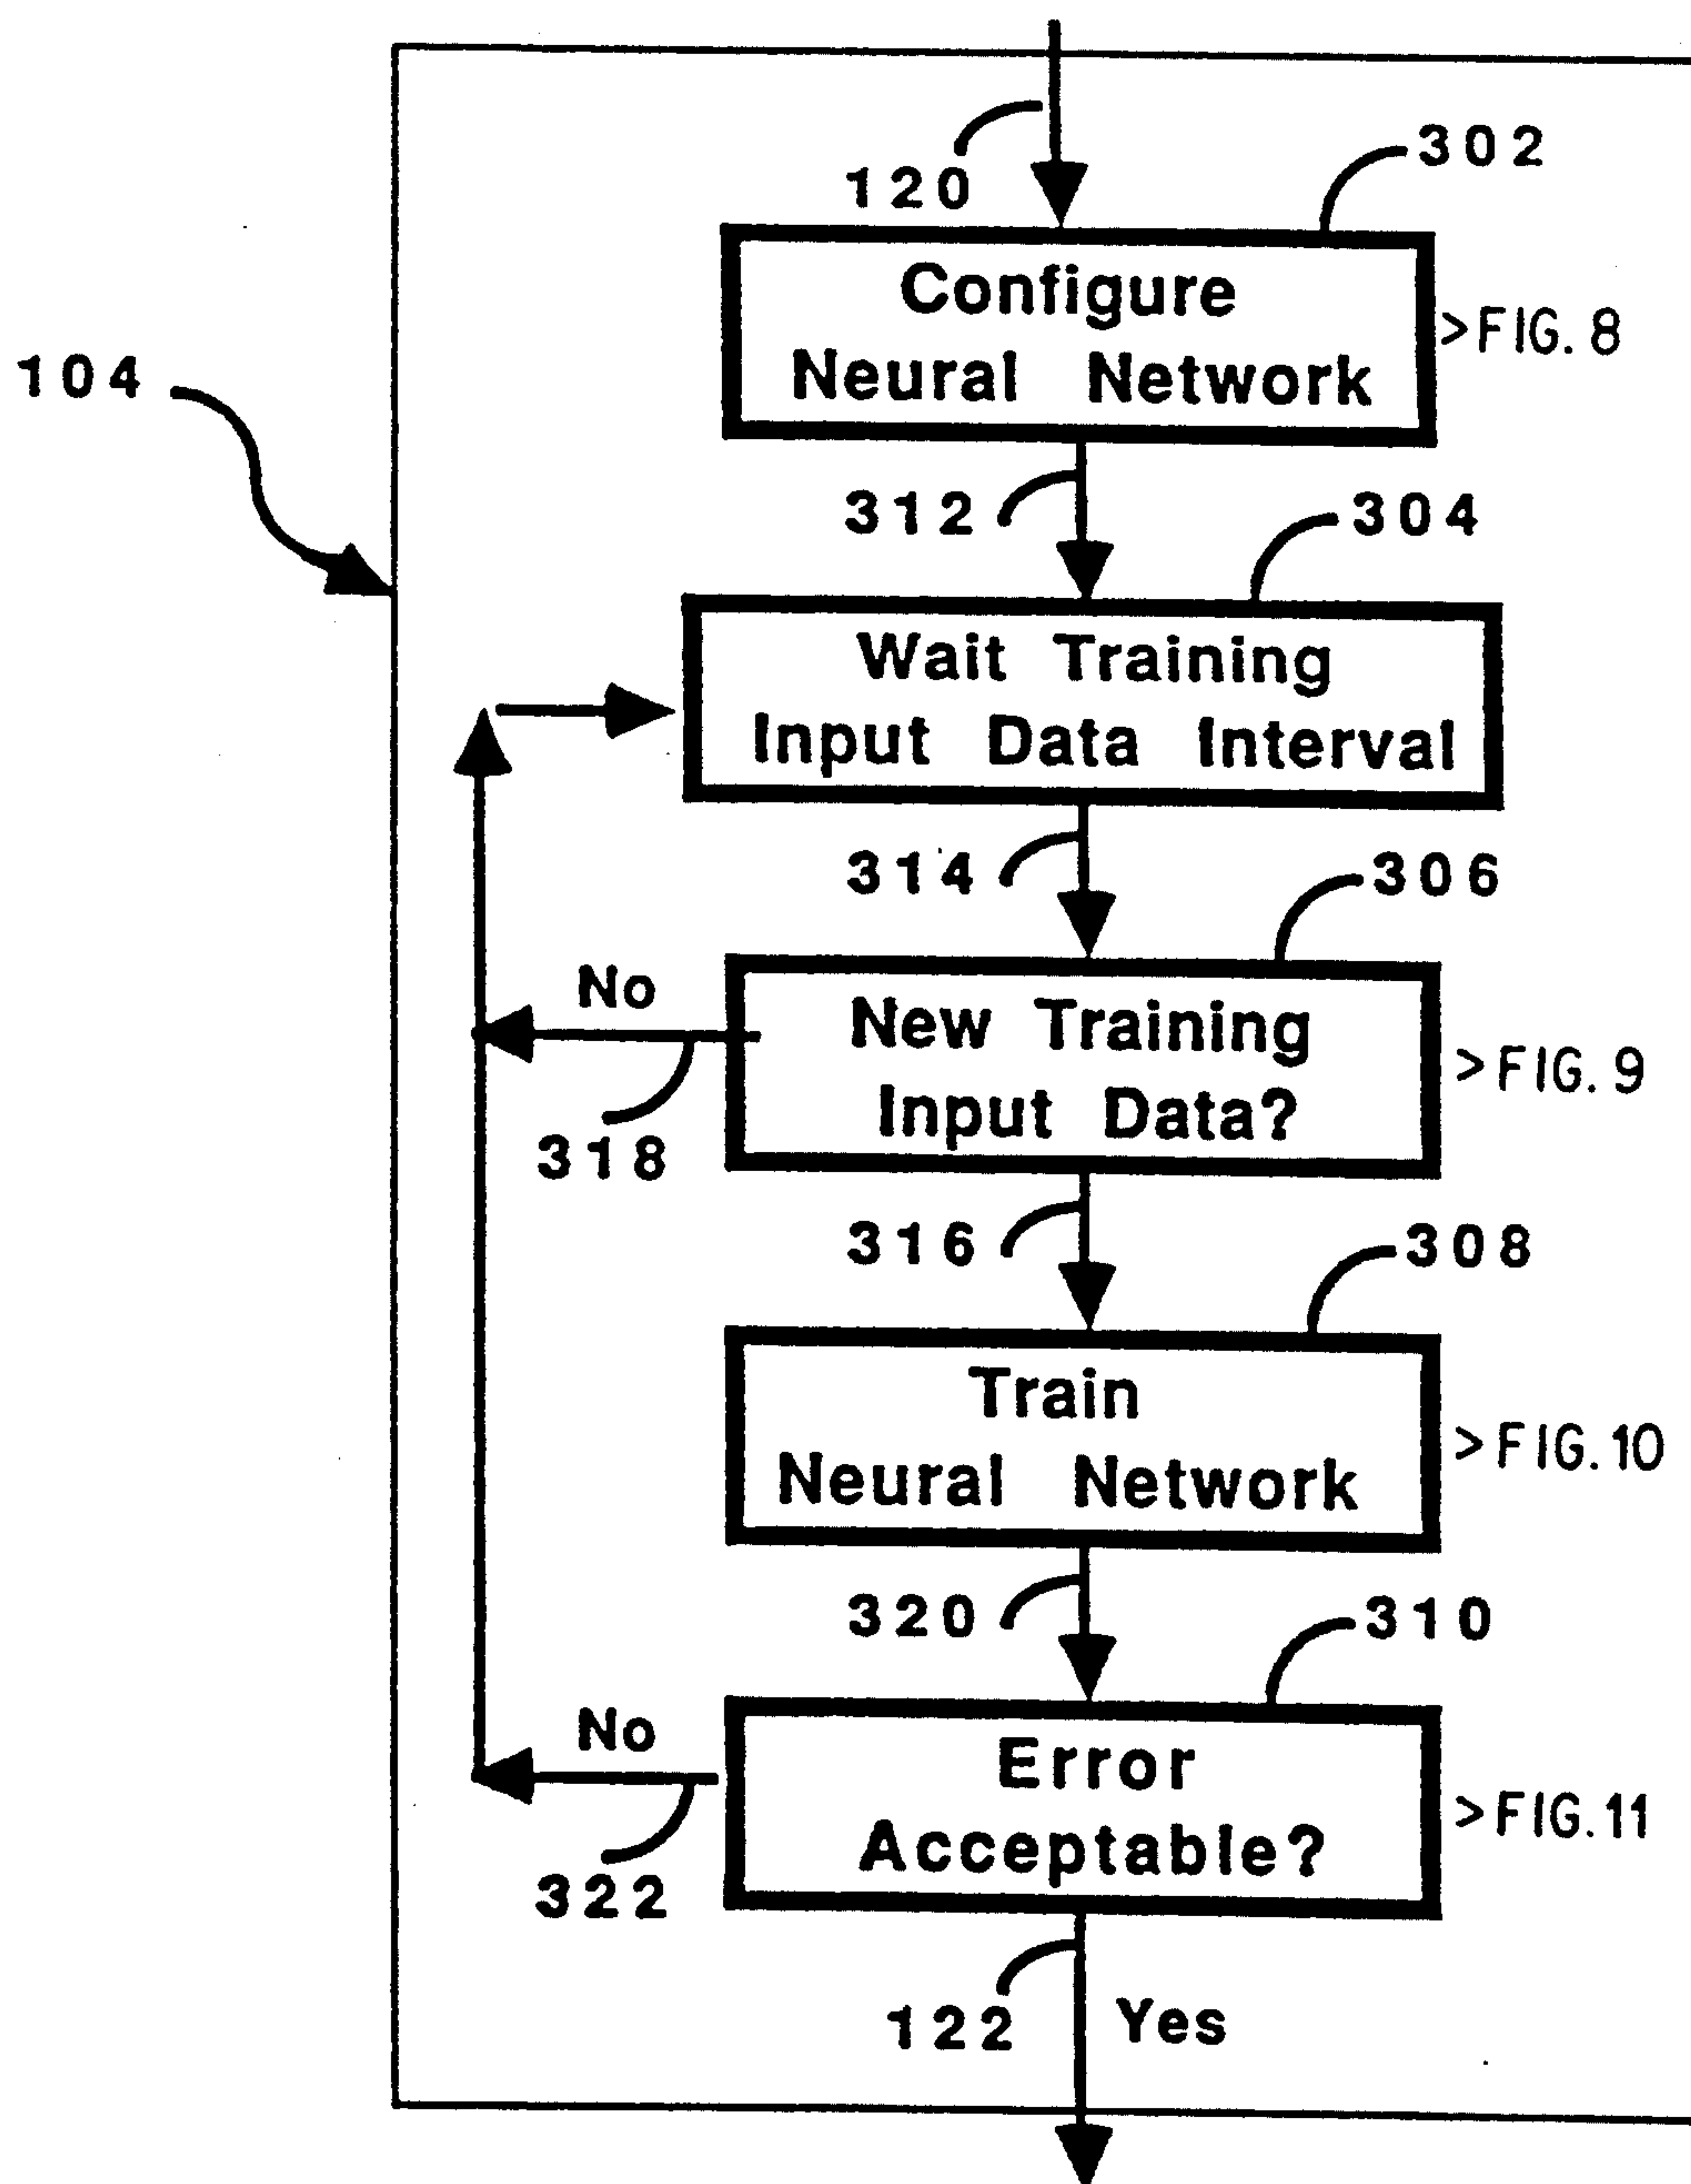 120
302
Configure
Neural Network
>FIG. 8
104
312
304
Wait Training
Input Data Interval
314
306
No
New Training
Input Data?
>FIG. 9
318
316
308
Train
Neural Network
>FIG. 10
320
310
No
Error
Acceptable?
>FIG. 11
322
122
Yes